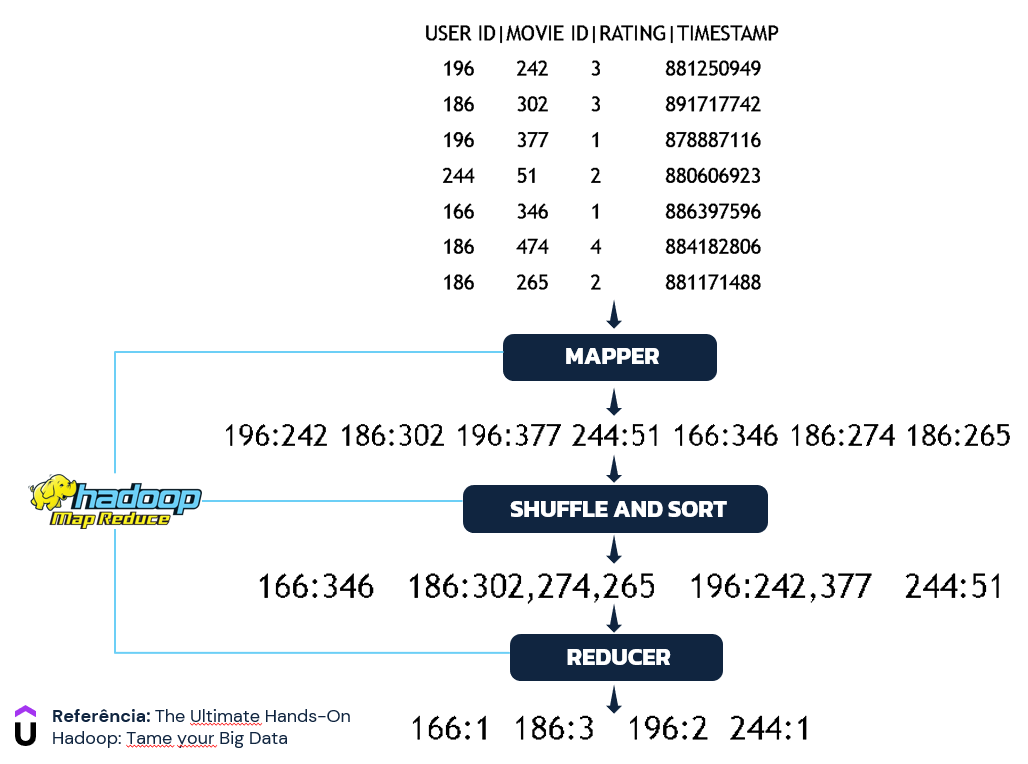 USER ID|MOVIE ID|RATING|TIMESTAMP
196 242 3 881250949
186 302 3 891717742
196 377 1 878887116
244 51 2 880606923
166 346 1 886397596
186 474 4 884182806
186 265 2 881171488
MAPPER
196:242 186:302 196:377 244:51 166:346 186:274 186:265
hadoop
Map Reduce
SHUFFLE AND SORT
166:346 186:302,274,265 196:242,377 244:51
REDUCER
166:1 186:3 196:2 244:1
Referência: The Ultimate Hands-On
Hadoop: Tame your Big Data